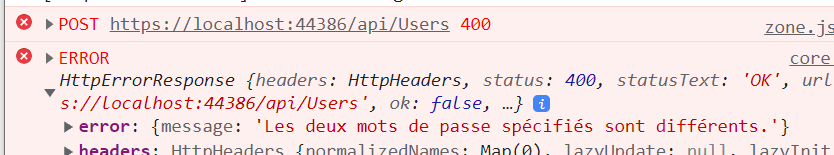 POST https://localhost:44386/api/Users 400
zone.js
ERROR
core
HttpErrorResponse {headers: HttpHeaders, status: 400, statusText: 'OK', url
s://localhost:44386/api/Users', ok: false, …}
error: {message: 'Les deux mots de passe spécifiés sont différents.'}
headers: HttpHeaders {normalizedNames: Map(0), lazyUpdate: null, lazyInit